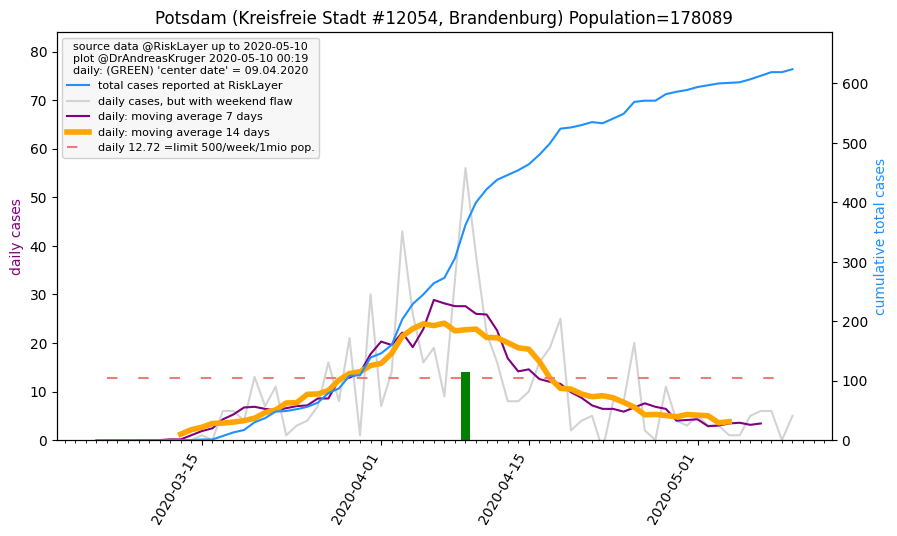 Potsdam (Kreisfreie Stadt #12054, Brandenburg) Population=178089
source data @RiskLayer up to 2020-05-10
plot @DrAndreasKruger 2020-05-10 00:19
daily: (GREEN) 'center date' = 09.04.2020
total cases reported at RiskLayer
daily cases, but with weekend flaw
daily: moving average 7 days
daily: moving average 14 days
daily 12.72 =limit 500/week/1mio pop.
daily cases
80
70
60
50
40
30
20
10
0
cumulative total cases
600
500
400
300
200
100
0
2020-03-15
2020-04-01
2020-04-15
2020-05-01